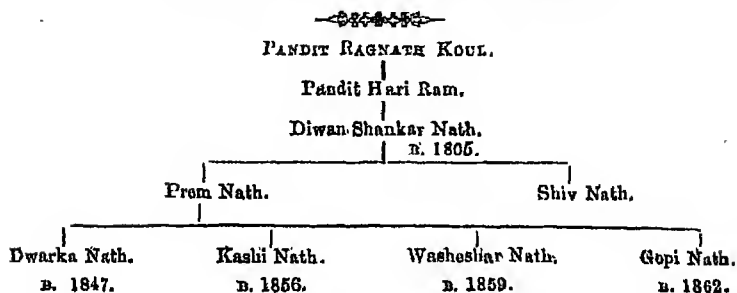 PANDIT RAGNATH KOUL.
Pandit Hari Ram.
Diwan Shankar Nath.
B. 1805.
Prem Nath. Shiv Nath.
Dwarka Nath. Kashi Nath. Washeshar Nath. Gopi Nath.
B. 1847. B. 1856. B. 1859. B. 1862.